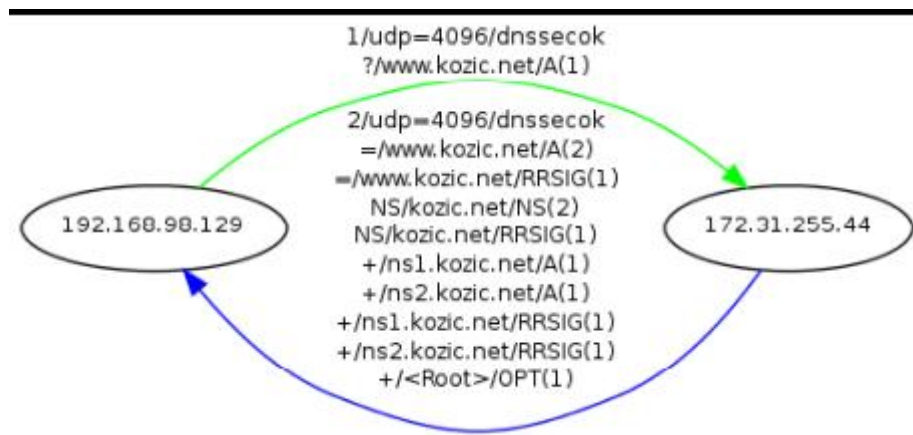 1/udp=4096/dnssecok
?/www.kozic.net/A(1)
2/udp=4096/dnssecok
=/www.kozic.net/A(2)
=/www.kozic.net/RRSIG(1)
NS/kozic.net/NS(2)
192.168.98.129
172.31.255.44
NS/kozic.net/RRSIG(1)
+/ns1.kozic.net/A(1)
+/ns2.kozic.net/A(1)
+/ns1.kozic.net/RRSIG(1)
+/ns2.kozic.net/RRSIG(1)
+/<Root>/OPT(1)